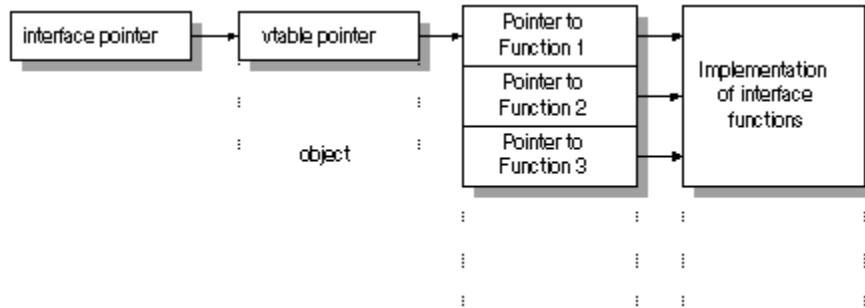 interface pointer
vtable pointer
Pointer to
Function 1
Pointer to
Function 2
Pointer to
Function 3
Implementation
of interface
functions
object